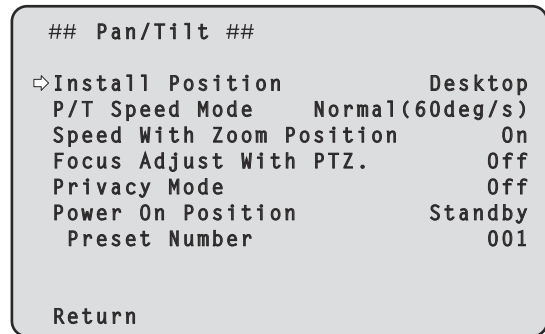 ## Pan/Tilt ##
⇨Install Position Desktop
P/T Speed Mode Normal(60deg/s)
Speed With Zoom Position On
Focus Adjust With PTZ. Off
Privacy Mode Off
Power On Position Standby
Preset Number 001
Return